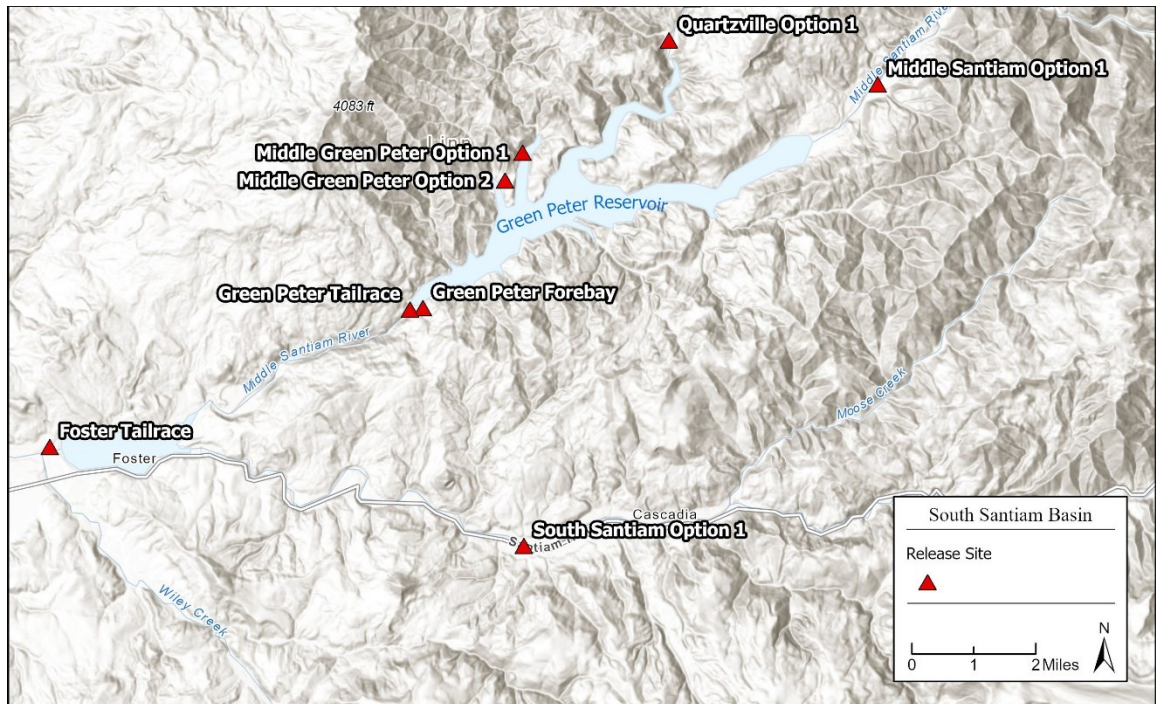 Quartzville Option 1
Middle Santiam River
Middle Santiam Option 1
4083 ft
Linn
Middle Green Peter Option 1
Middle Green Peter Option 2
Green Peter Reservoir
Green Peter Tailrace
Green Peter Forebay
Middle Santiam River
Moose Creek
Foster Tailrace
Foster
Cascadia
South Santiam Option 1
Wiley Creek
South Santiam Basin
Release Site
N
0 1 2 Miles